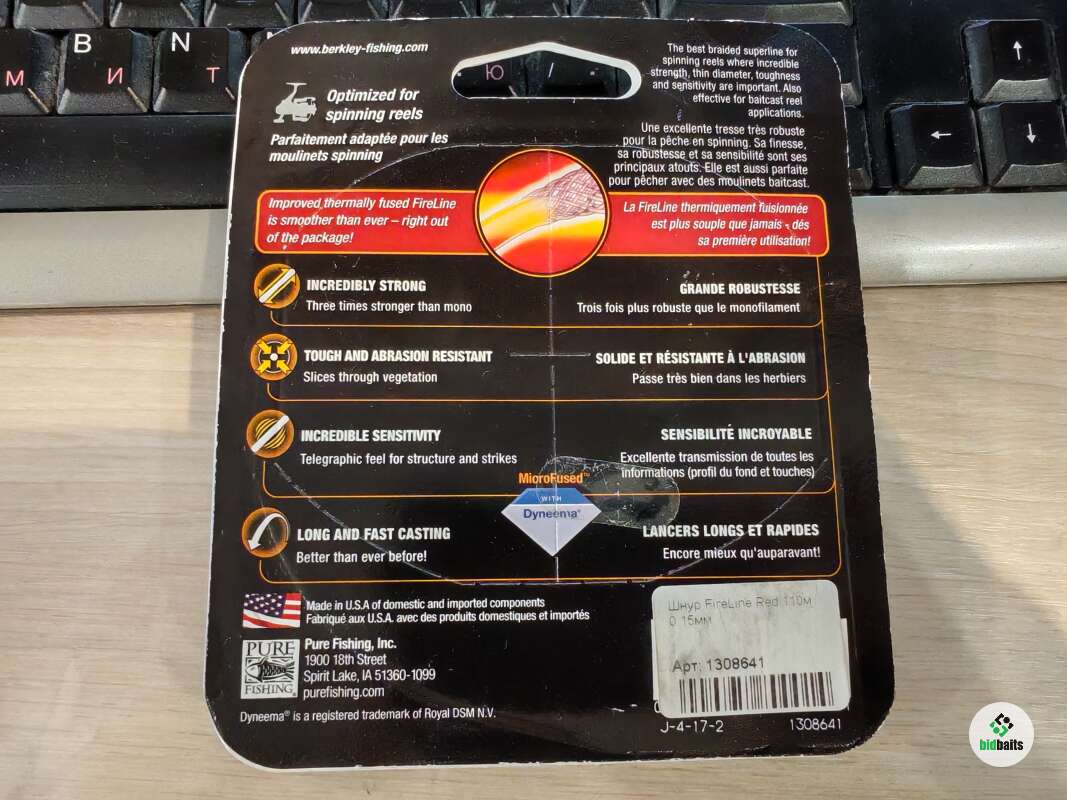 B
N
М
И
Т
Ю
/
www.berkley-fishing.com
Optimized for
spinning reels
Parfaitement adaptée pour les
moulinets spinning
The best braided superline for
spinning reels where incredible
strength, thin diameter, toughness
and sensitivity are important. Also
effective for baitcast reel
applications.
Une excellente tresse très robuste
pour la pêche en spinning. Sa finesse,
sa robustesse et sa sensibilité sont ses
principaux atouts. Elle est aussi parfaite
pour pêcher avec des moulinets baitcast.
Improved thermally fused FireLine
is smoother than ever – right out
of the package!
La FireLine thermiquement fuisionnée
est plus souple que jamais - dés
sa première utilisation!
INCREDIBLY STRONG
Three times stronger than mono
GRANDE ROBUSTESSE
Trois fois plus robuste que le monofilament
TOUGH AND ABRASION RESISTANT
Slices through vegetation
SOLIDE ET RÉSISTANTE À L'ABRASION
Passe très bien dans les herbiers
INCREDIBLE SENSITIVITY
Telegraphic feel for structure and strikes
SENSIBILITÉ INCROYABLE
Excellente transmission de toutes les
informations (profil du fond et touches)
MicroFused™
WITH
Dyneema®
LONG AND FAST CASTING
Better than ever before!
LANCERS LONGS ET RAPIDES
Encore mieux qu'auparavant!
Made in U.S.A of domestic and imported components
Fabriqué aux U.S.A. avec des produits domestiques et importés
PURE
FISHING
Pure Fishing, Inc.
1900 18th Street
Spirit Lake, IA 51360-1099
purefishing.com
Dyneema® is a registered trademark of Royal DSM N.V.
Шнур FireLine Red 110м
0.15мм
Арт: 1308641
J-4-17-2
1308641
bidbaits